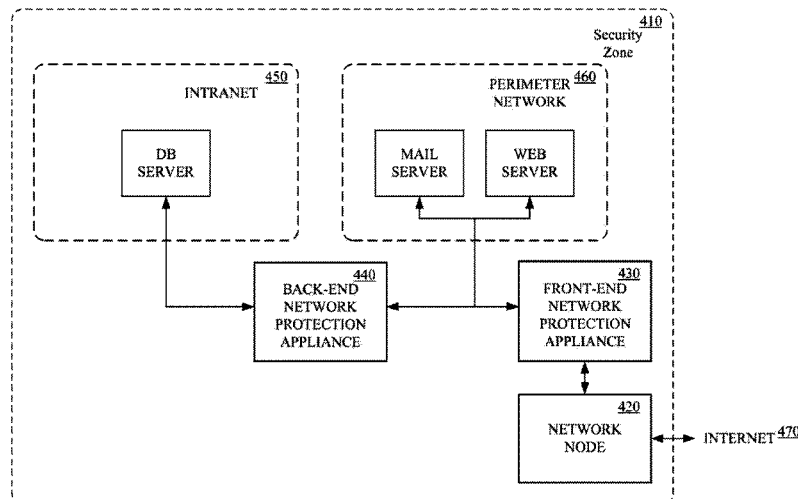 410
Security
Zone
450
INTRANET
460
PERIMETER
NETWORK
DB
SERVER
MAIL
SERVER
WEB
SERVER
440
BACK-END
NETWORK
PROTECTION
APPLIANCE
430
FRONT-END
NETWORK
PROTECTION
APPLIANCE
420
NETWORK
NODE
INTERNET 470